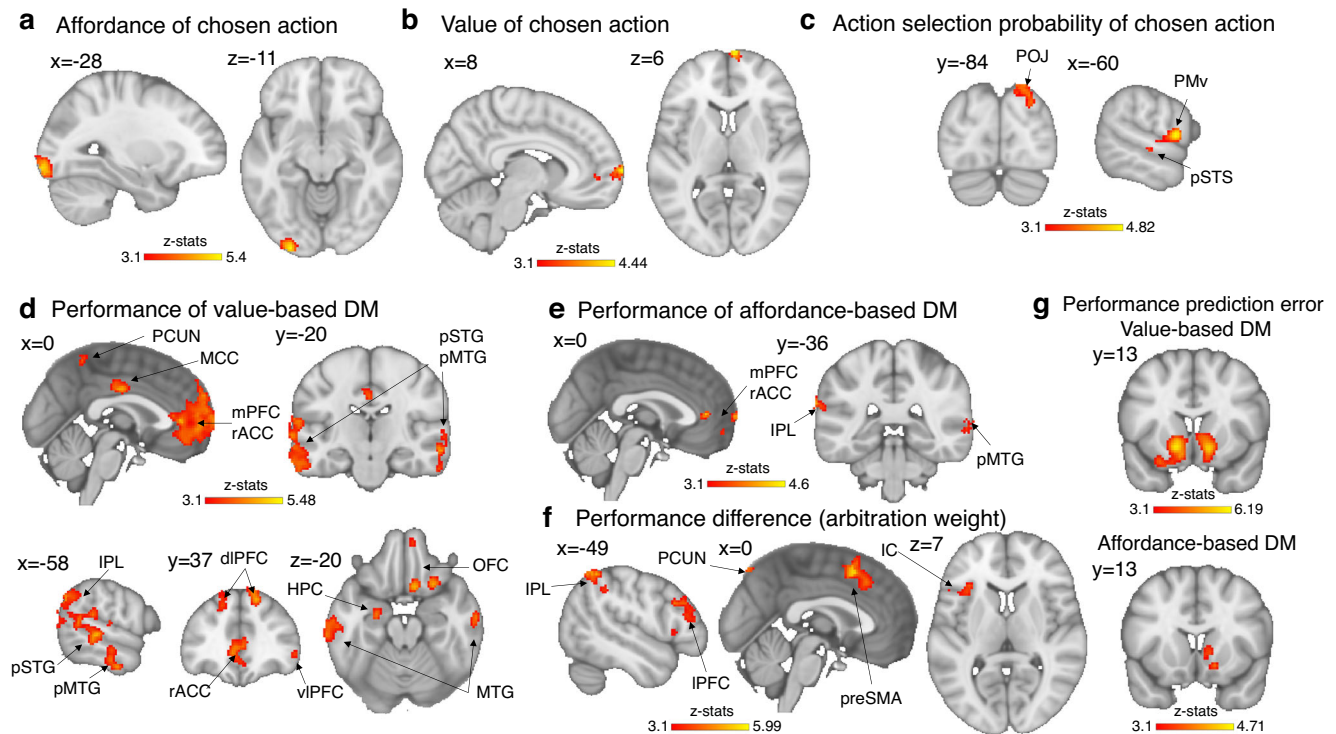 a Affordance of chosen action
x=-28
z=-11
z-stats
3.1 5.4
b Value of chosen action
x=8
z=6
z-stats
3.1 4.44
c Action selection probability of chosen action
y=-84
POJ
x=-60
PMv
pSTS
z-stats
3.1 4.82
d Performance of value-based DM
x=0
PCUN
MCC
mPFC
rACC
y=-20
pSTG
pMTG
z-stats
3.1 5.48
x=-58
IPL
pSTG
pMTG
y=37
dlPFC
rACC
vlPFC
z=-20
HPC
OFC
MTG
e Performance of affordance-based DM
x=0
mPFC
rACC
y=-36
IPL
pMTG
z-stats
3.1 4.6
f Performance difference (arbitration weight)
x=-49
IPL
lPFC
PCUN
x=0
preSMA
IC
z=7
z-stats
3.1 5.99
g Performance prediction error
Value-based DM
y=13
z-stats
3.1 6.19
Affordance-based DM
y=13
z-stats
3.1 4.71